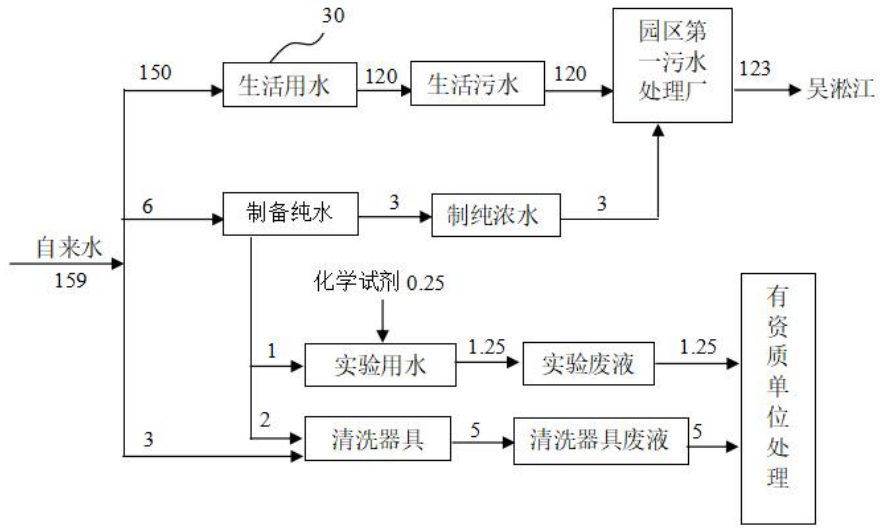 30
园区第
一污水
处理厂
150
生活用水
120
生活污水
120
123
吴淞江
6
制备纯水
3
制纯浓水
3
自来水
159
化学试剂 0.25
1
实验用水
1.25
实验废液
1.25
有资质单位处理
2
3
清洗器具
5
清洗器具废液
5